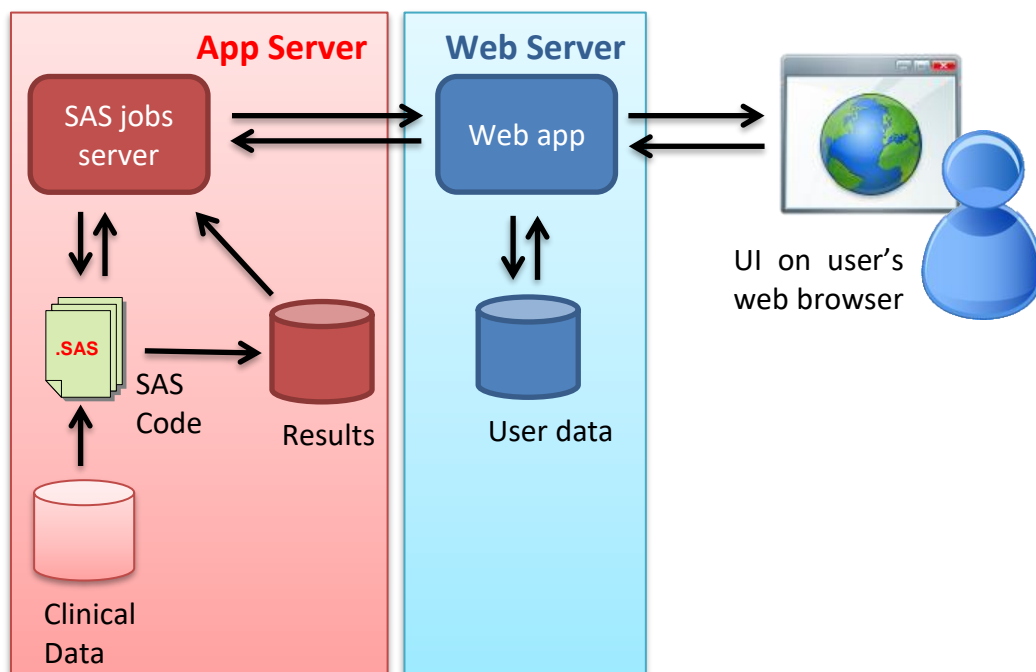 App Server
Web Server
SAS jobs
server
Web app
UI on user's
web browser
.SAS
SAS
Code
Results
User data
Clinical
Data